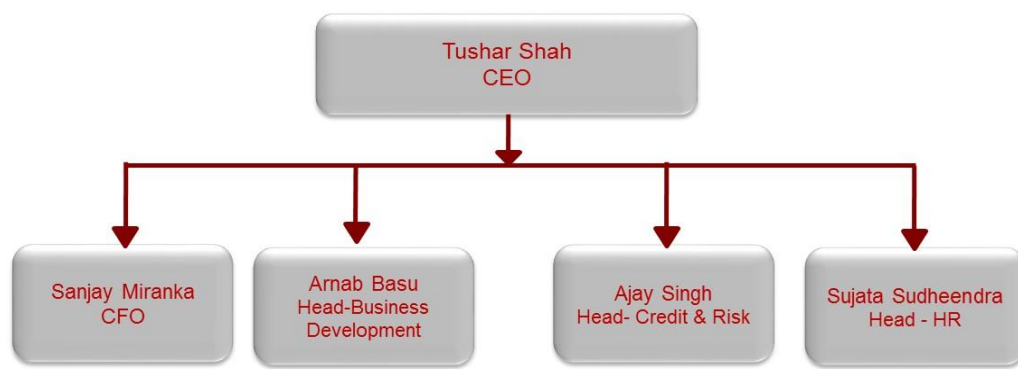 Tushar Shah
CEO
Sanjay Miranka
CFO
Arnab Basu
Head-Business
Development
Ajay Singh
Head- Credit & Risk
Sujata Sudheendra
Head - HR